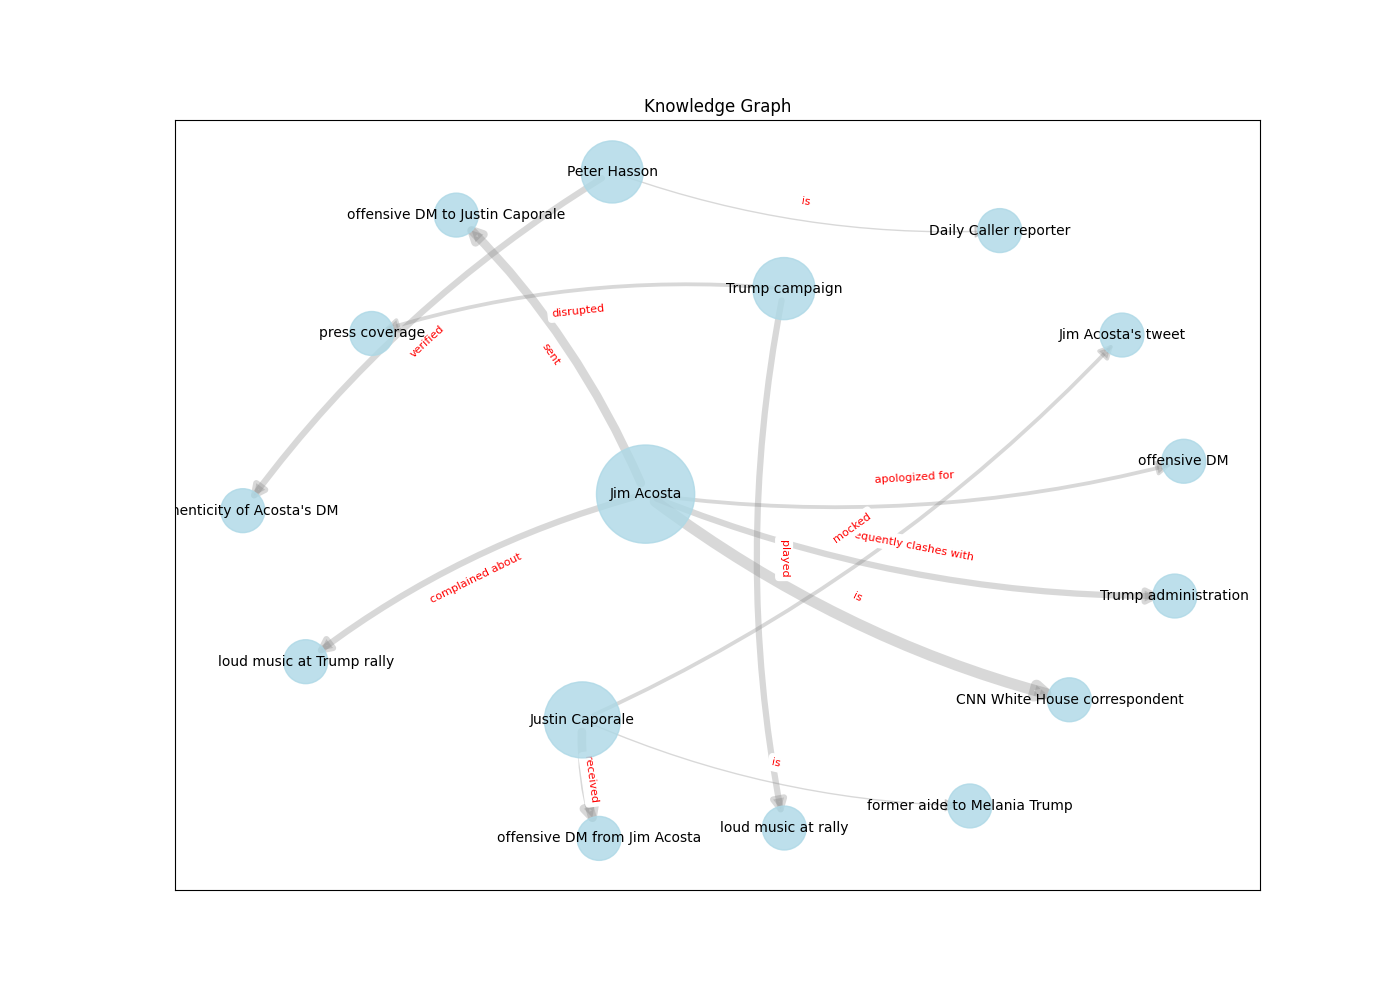 Knowledge Graph
Peter Hasson
is
offensive DM to Justin Caporale
Daily Caller reporter
Trump campaign
disrupted
press coverage
verified
Jim Acosta's tweet
sent
offensive DM
apologized for
Jim Acosta
henticity of Acosta's DM
mocked
equently clashes with
played
complained about
is
Trump administration
loud music at Trump rally
CNN White House correspondent
Justin Caporale
is
received
former aide to Melania Trump
loud music at rally
offensive DM from Jim Acosta